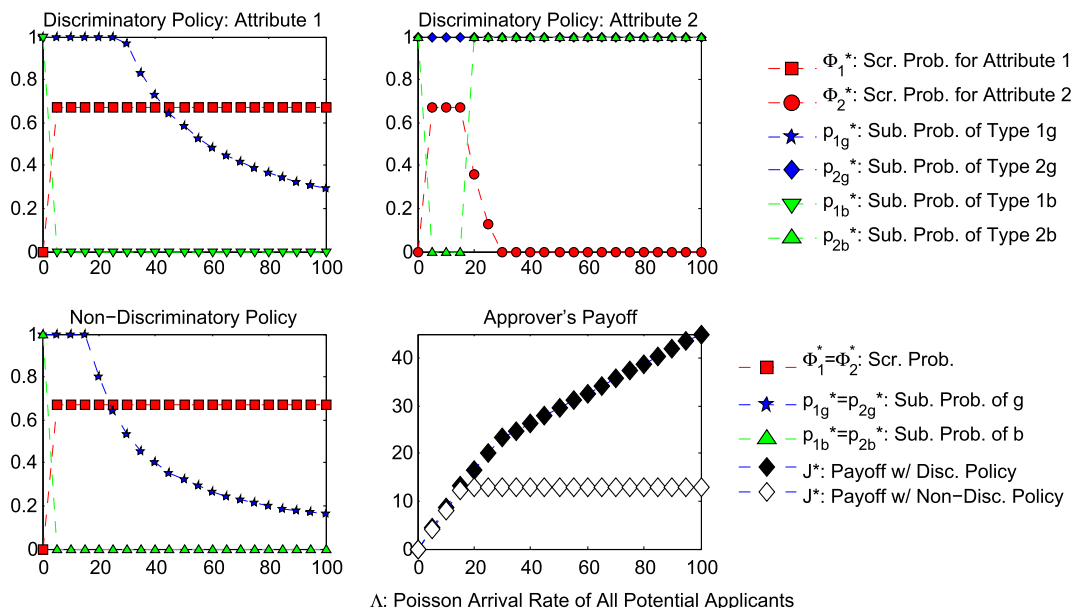 Discriminatory Policy: Attribute 1
1
0.8
0.6
0.4
0.2
0
0 20 40 60 80 100
Discriminatory Policy: Attribute 2
1
0.8
0.6
0.4
0.2
0
0 20 40 60 80 100
Φ1*: Scr. Prob. for Attribute 1
Φ2*: Scr. Prob. for Attribute 2
p1g*: Sub. Prob. of Type 1g
p2g*: Sub. Prob. of Type 2g
p1b*: Sub. Prob. of Type 1b
p2b*: Sub. Prob. of Type 2b
Non−Discriminatory Policy
1
0.8
0.6
0.4
0.2
0
0 20 40 60 80 100
Approver's Payoff
40
30
20
10
0
0 20 40 60 80 100
Φ1*=Φ2*: Scr. Prob.
p1g*=p2g*: Sub. Prob. of g
p1b*=p2b*: Sub. Prob. of b
J*: Payoff w/ Disc. Policy
J*: Payoff w/ Non−Disc. Policy
Λ: Poisson Arrival Rate of All Potential Applicants